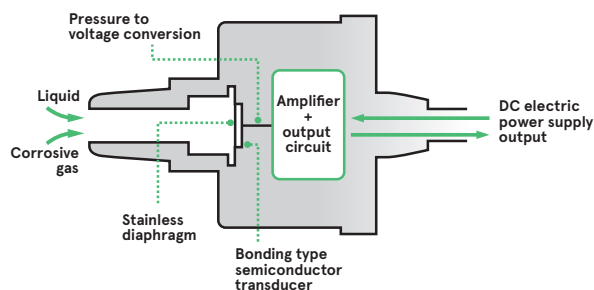 Pressure to
voltage conversion
Liquid
Corrosive
gas
Amplifier
+
output
circuit
DC electric
power supply
output
Stainless
diaphragm
Bonding type
semiconductor
transducer